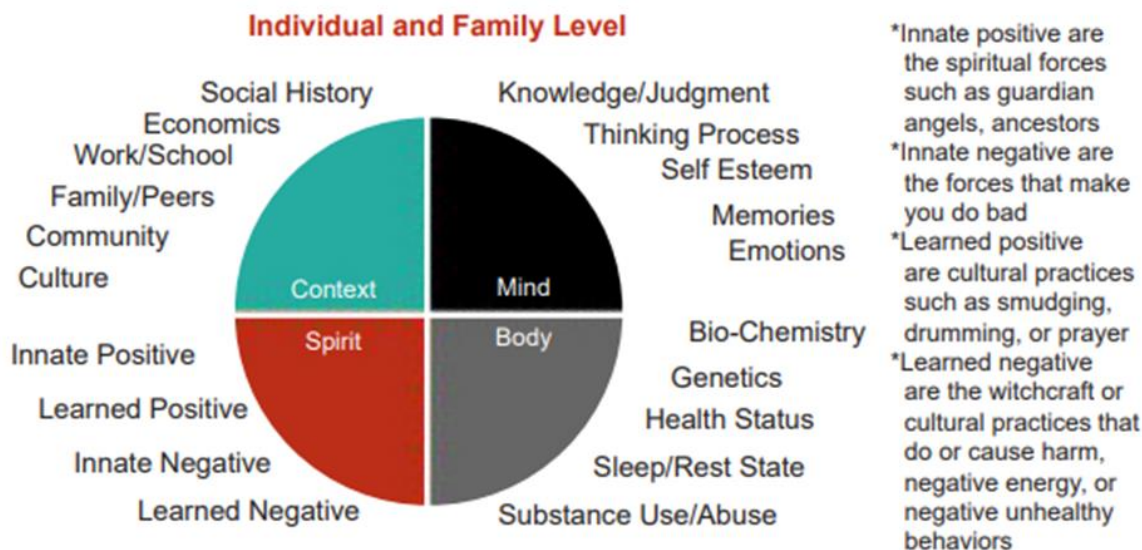 Individual and Family Level
Social History
Economics
Work/School
Family/Peers
Community
Culture
Context
Knowledge/Judgment
Thinking Process
Self Esteem
Memories
Emotions
Mind
Spirit
Innate Positive
Learned Positive
Innate Negative
Learned Negative
Body
Bio-Chemistry
Genetics
Health Status
Sleep/Rest State
Substance Use/Abuse
*Innate positive are
the spiritual forces
such as guardian
angels, ancestors
*Innate negative are
the forces that make
you do bad
*Learned positive
are cultural practices
such as smudging,
drumming, or prayer
*Learned negative
are the witchcraft or
cultural practices that
do or cause harm,
negative energy, or
negative unhealthy
behaviors